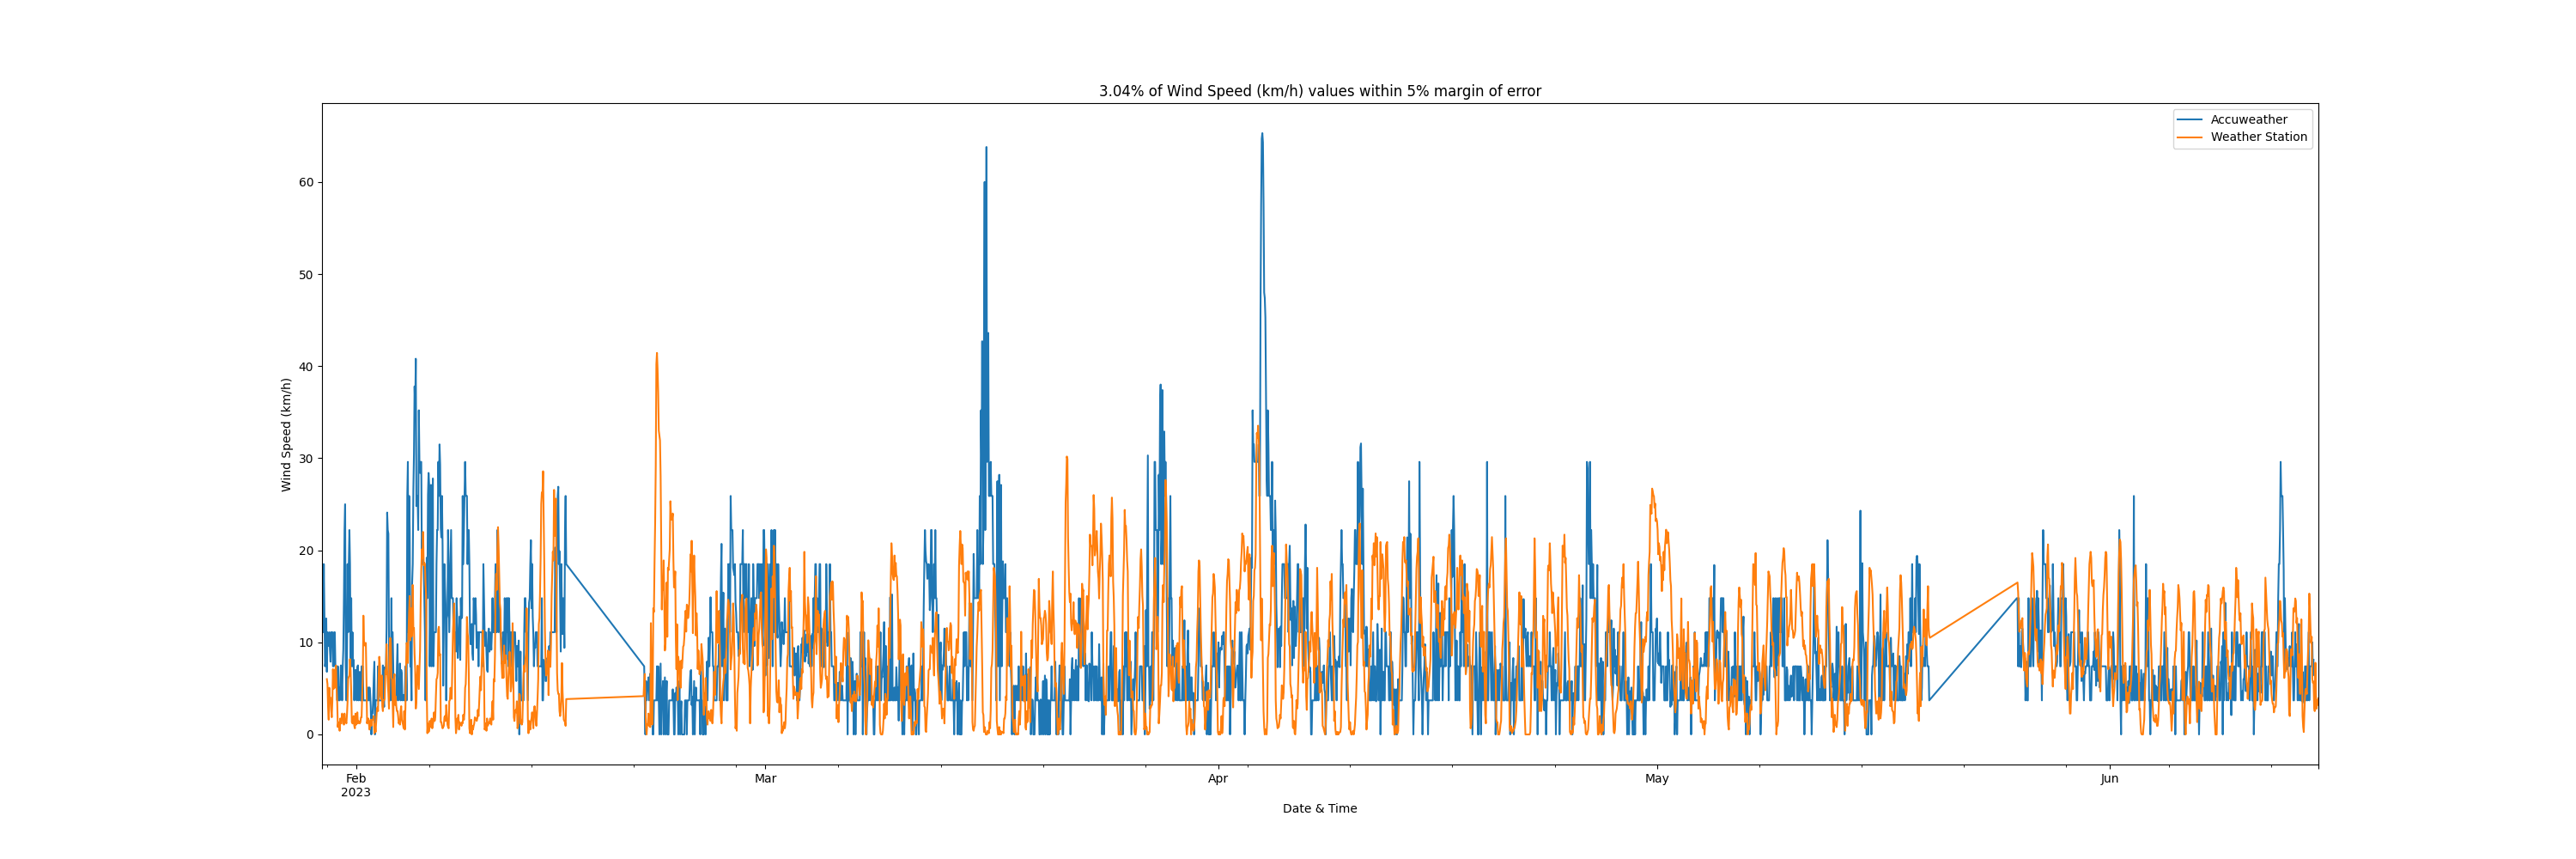 3.04% of Wind Speed (km/h) values within 5% margin of error
Accuweather
Weather Station
Wind Speed (km/h)
60
50
40
30
20
10
0
Feb
2023
Mar
Apr
May
Jun
Date & Time